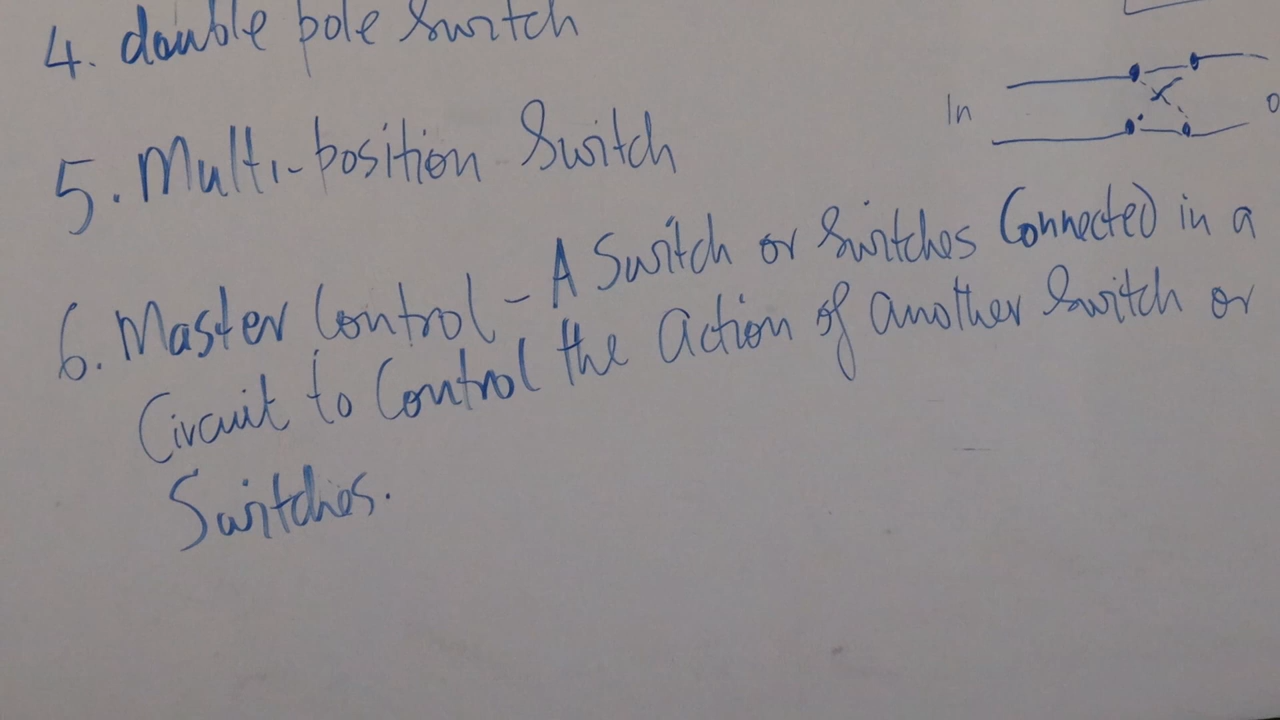 4. double pole Switch
In
5. Multi-position Switch
6. Master Control - A Switch or Switches Connected in a
Circuit to Control the action of another Switch or
Switches.